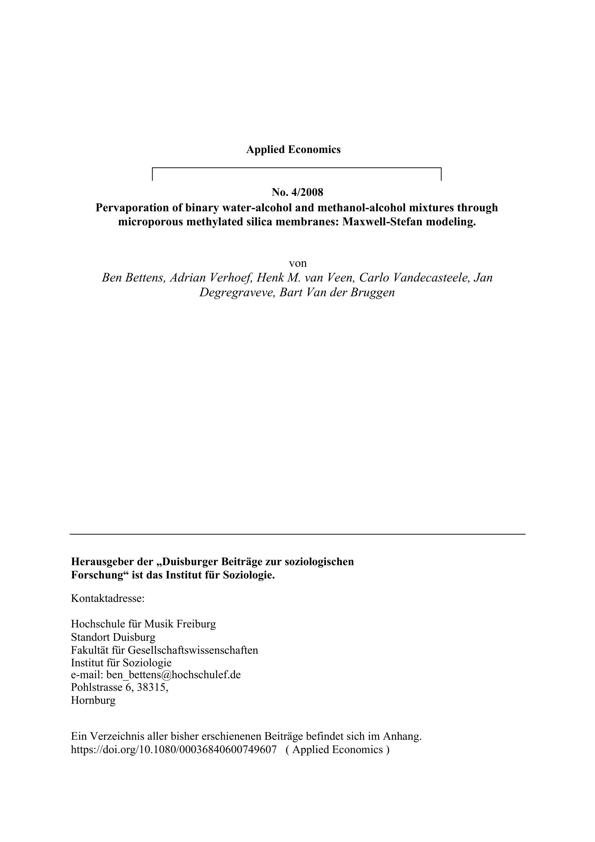 Applied Economics
No. 4/2008
Pervaporation of binary water-alcohol and methanol-alcohol mixtures through
microporous methylated silica membranes: Maxwell-Stefan modeling.
von
Ben Bettens, Adrian Verhoef, Henk M. van Veen, Carlo Vandecasteele, Jan
Degregraveve, Bart Van der Bruggen
Herausgeber der „Duisburger Beiträge zur soziologischen
Forschung“ ist das Institut für Soziologie.
Kontaktadresse:
Hochschule für Musik Freiburg
Standort Duisburg
Fakultät für Gesellschaftswissenschaften
Institut für Soziologie
e-mail: ben_bettens@hochschulef.de
Pohlstrasse 6, 38315,
Hornburg
Ein Verzeichnis aller bisher erschienenen Beiträge befindet sich im Anhang.
https://doi.org/10.1080/00036840600749607 ( Applied Economics )